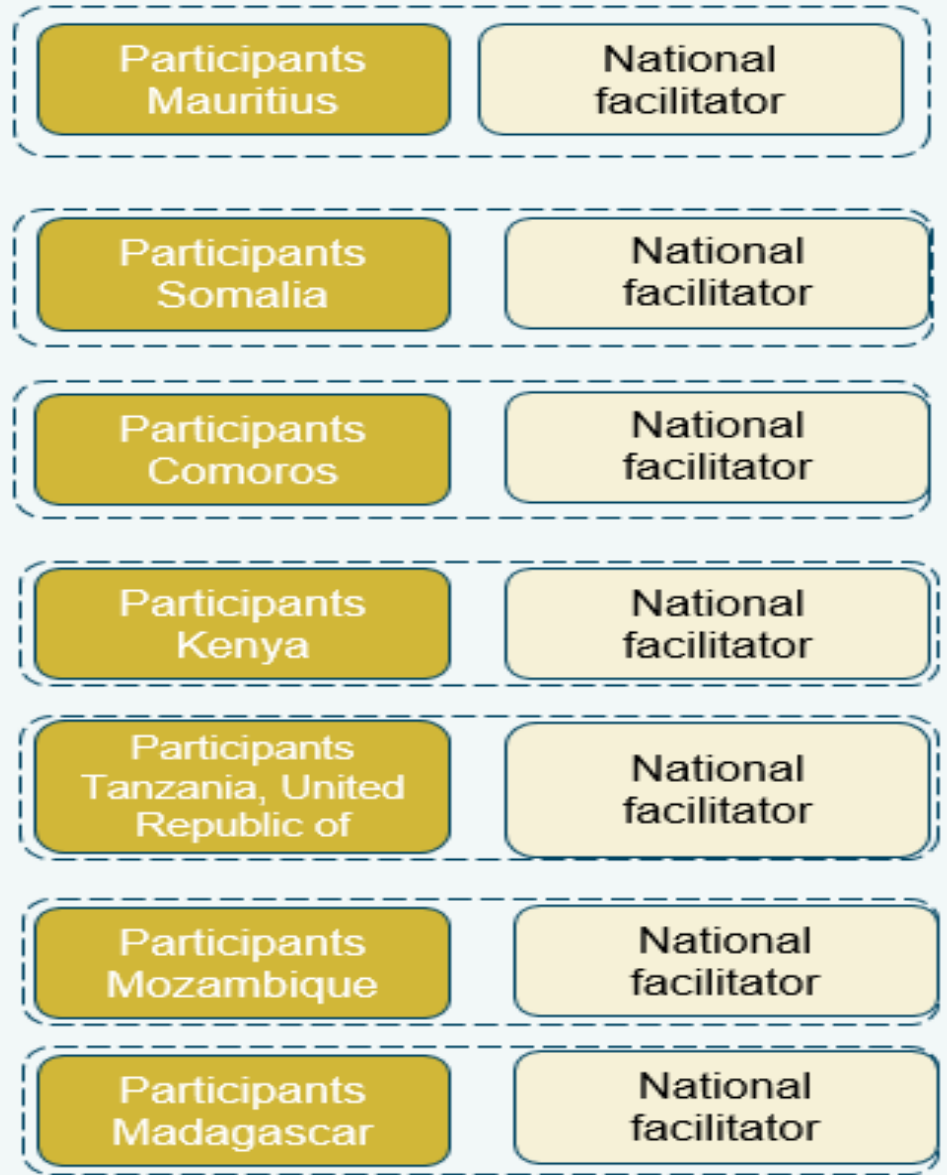 Participants
Mauritius
National
facilitator
Participants
Somalia
National
facilitator
Participants
Comoros
National
facilitator
Participants
Kenya
National
facilitator
Participants
Tanzania, United
Republic of
National
facilitator
Participants
Mozambique
National
facilitator
Participants
Madagascar
National
facilitator